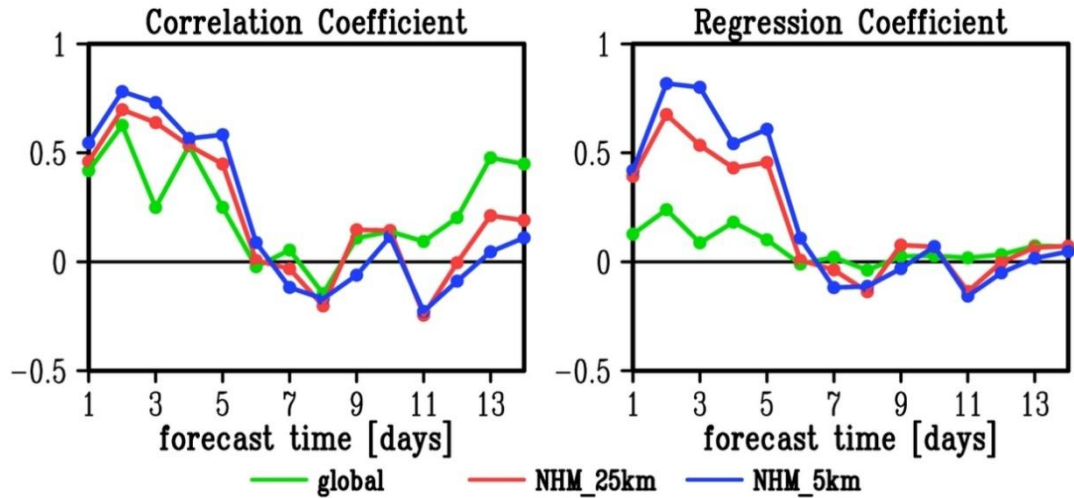 Correlation Coefficient
1
0.5
0
−0.5
1 3 5 7 9 11 13
forecast time [days]
Regression Coefficient
1
0.5
0
−0.5
1 3 5 7 9 11 13
forecast time [days]
global NHM_25km NHM_5km